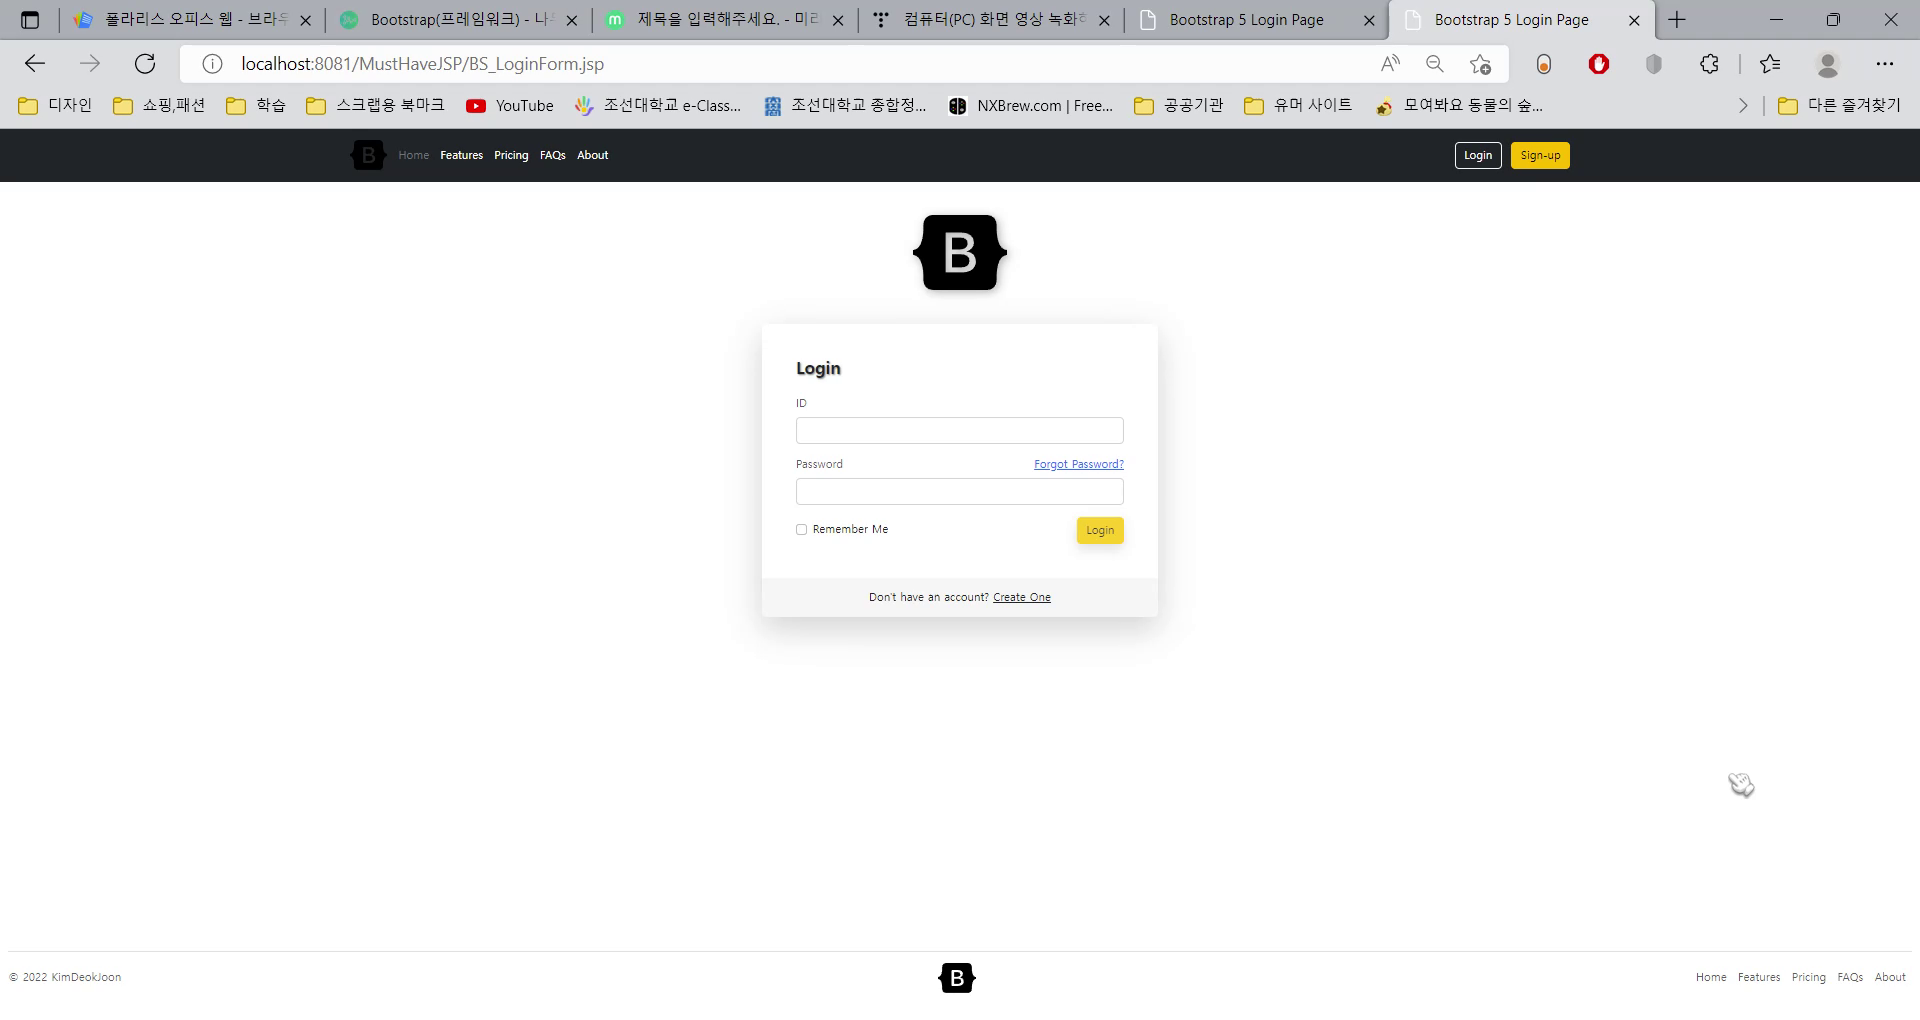 폴라리스 오피스 웹 - 브라우
Bootstrap(프레임워크) - 나무
제목을 입력해주세요. - 미리
컴퓨터(PC) 화면 영상 녹화하
Bootstrap 5 Login Page
Bootstrap 5 Login Page
localhost:8081/MustHaveJSP/BS_LoginForm.jsp
디자인
쇼핑,패션
학습
스크랩용 북마크
YouTube
조선대학교 e-Class...
조선대학교 종합정...
NXBrew.com | Free...
공공기관
유머 사이트
모여봐요 동물의 숲...
다른 즐겨찾기
B
Home Features Pricing FAQs About
Login
Sign-up
B
Login
ID
Password
Forgot Password?
Remember Me
Login
Don't have an account? Create One
© 2022 KimDeokJoon
B
Home Features Pricing FAQs About